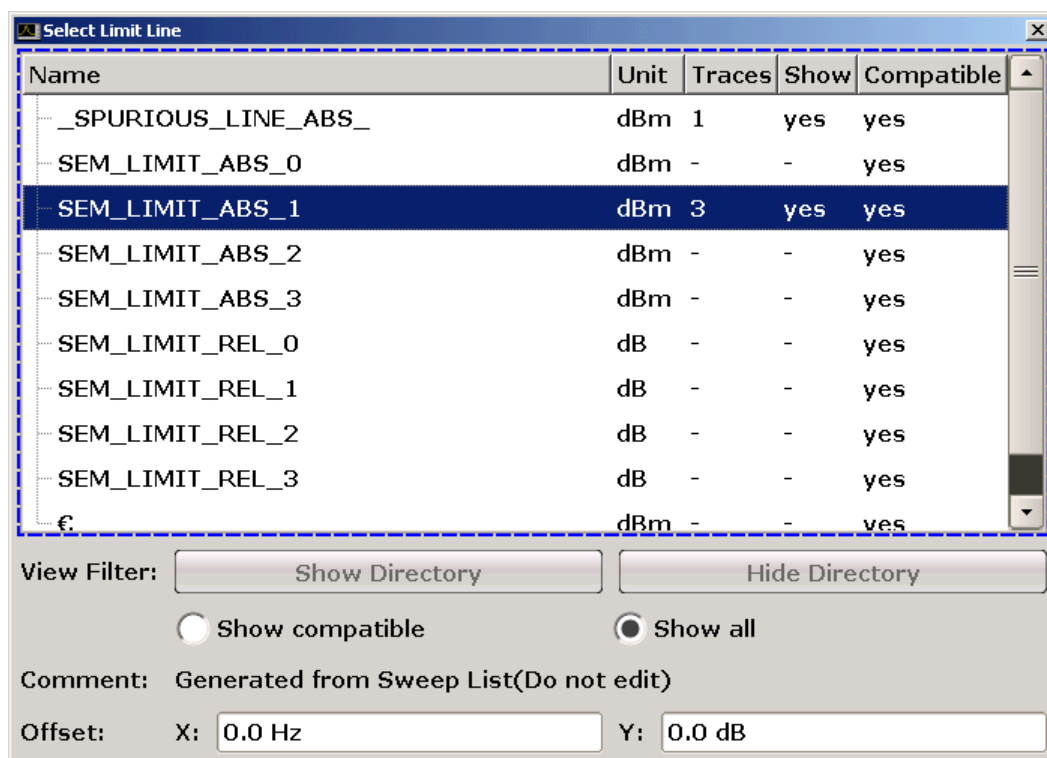 Select Limit Line
Name Unit Traces Show Compatible
_SPURIOUS_LINE_ABS_ dBm 1 yes yes
SEM_LIMIT_ABS_0 dBm - - yes
SEM_LIMIT_ABS_1 dBm 3 yes yes
SEM_LIMIT_ABS_2 dBm - - yes
SEM_LIMIT_ABS_3 dBm - - yes
SEM_LIMIT_REL_0 dB - - yes
SEM_LIMIT_REL_1 dB - - yes
SEM_LIMIT_REL_2 dB - - yes
SEM_LIMIT_REL_3 dB - - yes
€ dBm - - yes
View Filter: Show Directory Hide Directory
Show compatible Show all
Comment: Generated from Sweep List(Do not edit)
Offset: X: 0.0 Hz Y: 0.0 dB